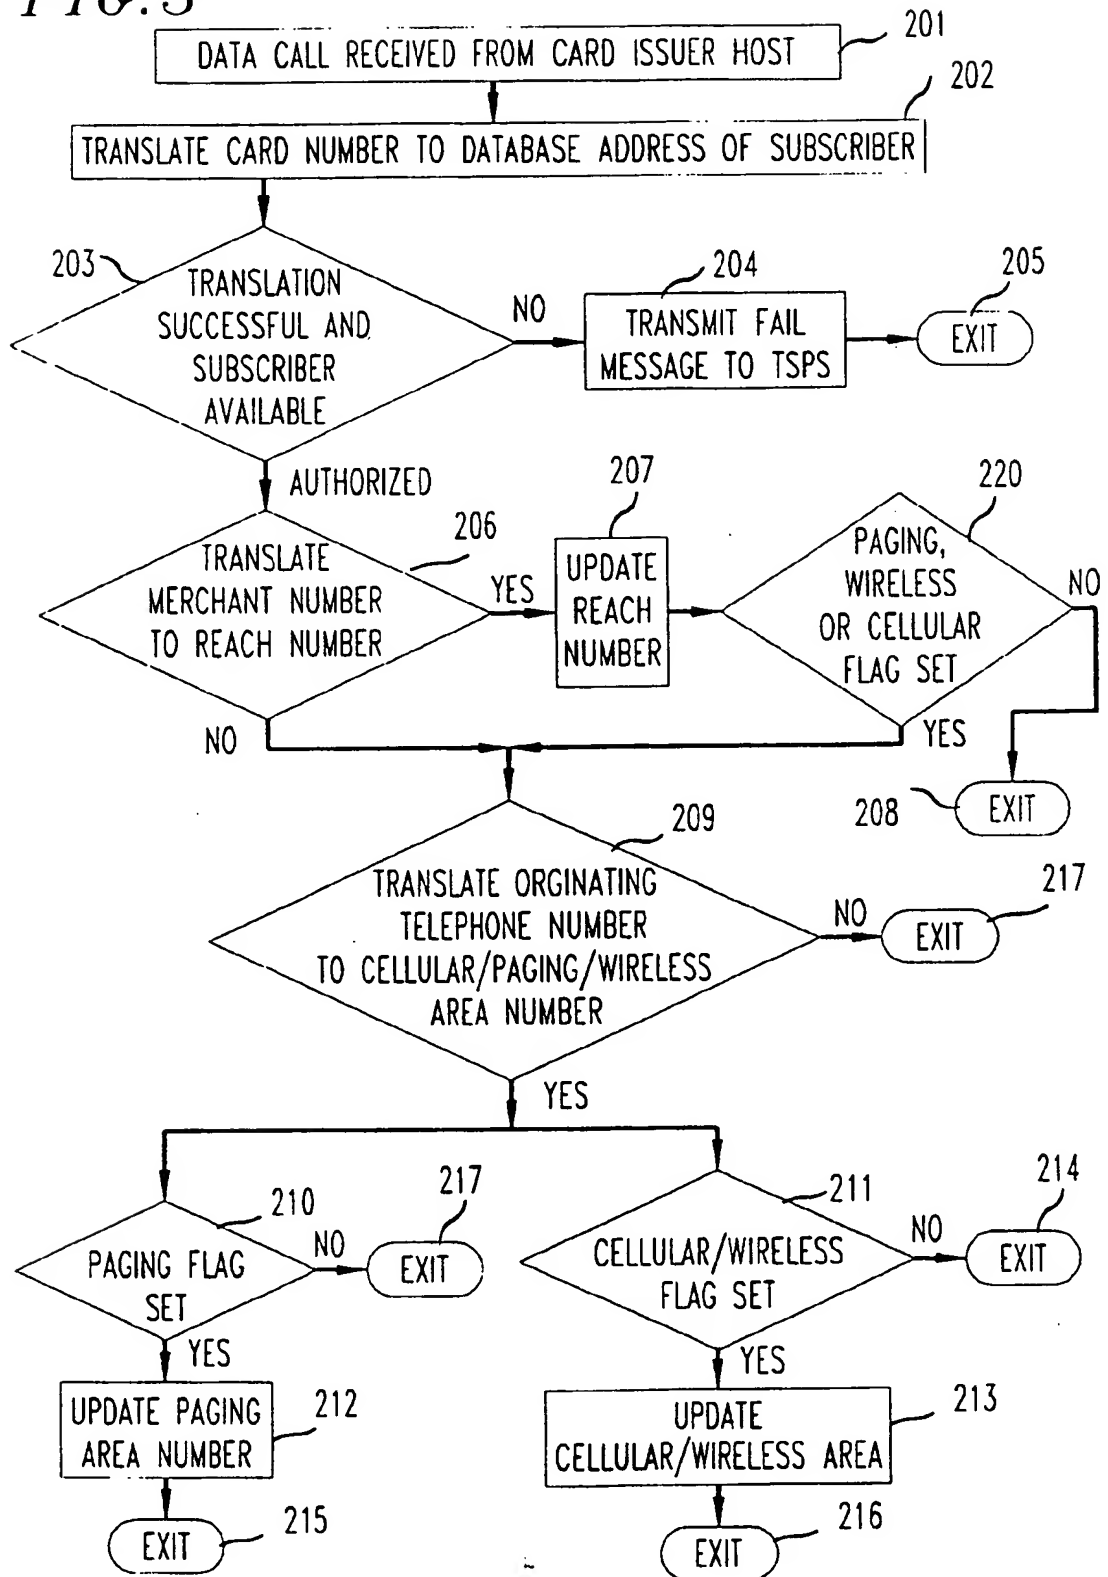 FIG. 3
201
DATA CALL RECEIVED FROM CARD ISSUER HOST
202
TRANSLATE CARD NUMBER TO DATABASE ADDRESS OF SUBSCRIBER
203
TRANSLATION
SUCCESSFUL AND
SUBSCRIBER
AVAILABLE
NO
204
TRANSMIT FAIL
MESSAGE TO TSPS
205
EXIT
AUTHORIZED
206
TRANSLATE
MERCHANT NUMBER
TO REACH NUMBER
YES
207
UPDATE
REACH
NUMBER
220
PAGING,
WIRELESS
OR CELLULAR
FLAG SET
NO
NO
YES
208
EXIT
209
TRANSLATE ORGINATING
TELEPHONE NUMBER
TO CELLULAR/PAGING/WIRELESS
AREA NUMBER
NO
217
EXIT
YES
210
PAGING FLAG
SET
NO
217
EXIT
211
CELLULAR/WIRELESS
FLAG SET
NO
214
EXIT
YES
UPDATE PAGING
AREA NUMBER
212
YES
UPDATE
CELLULAR/WIRELESS AREA
213
EXIT
215
EXIT
216